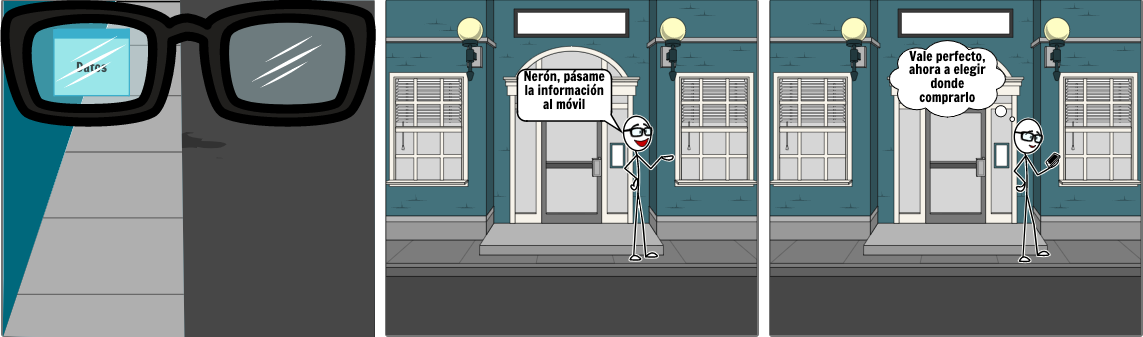 Datos
Nerón, pásame
la información
al móvil
Vale perfecto,
ahora a elegir
donde
comprarlo